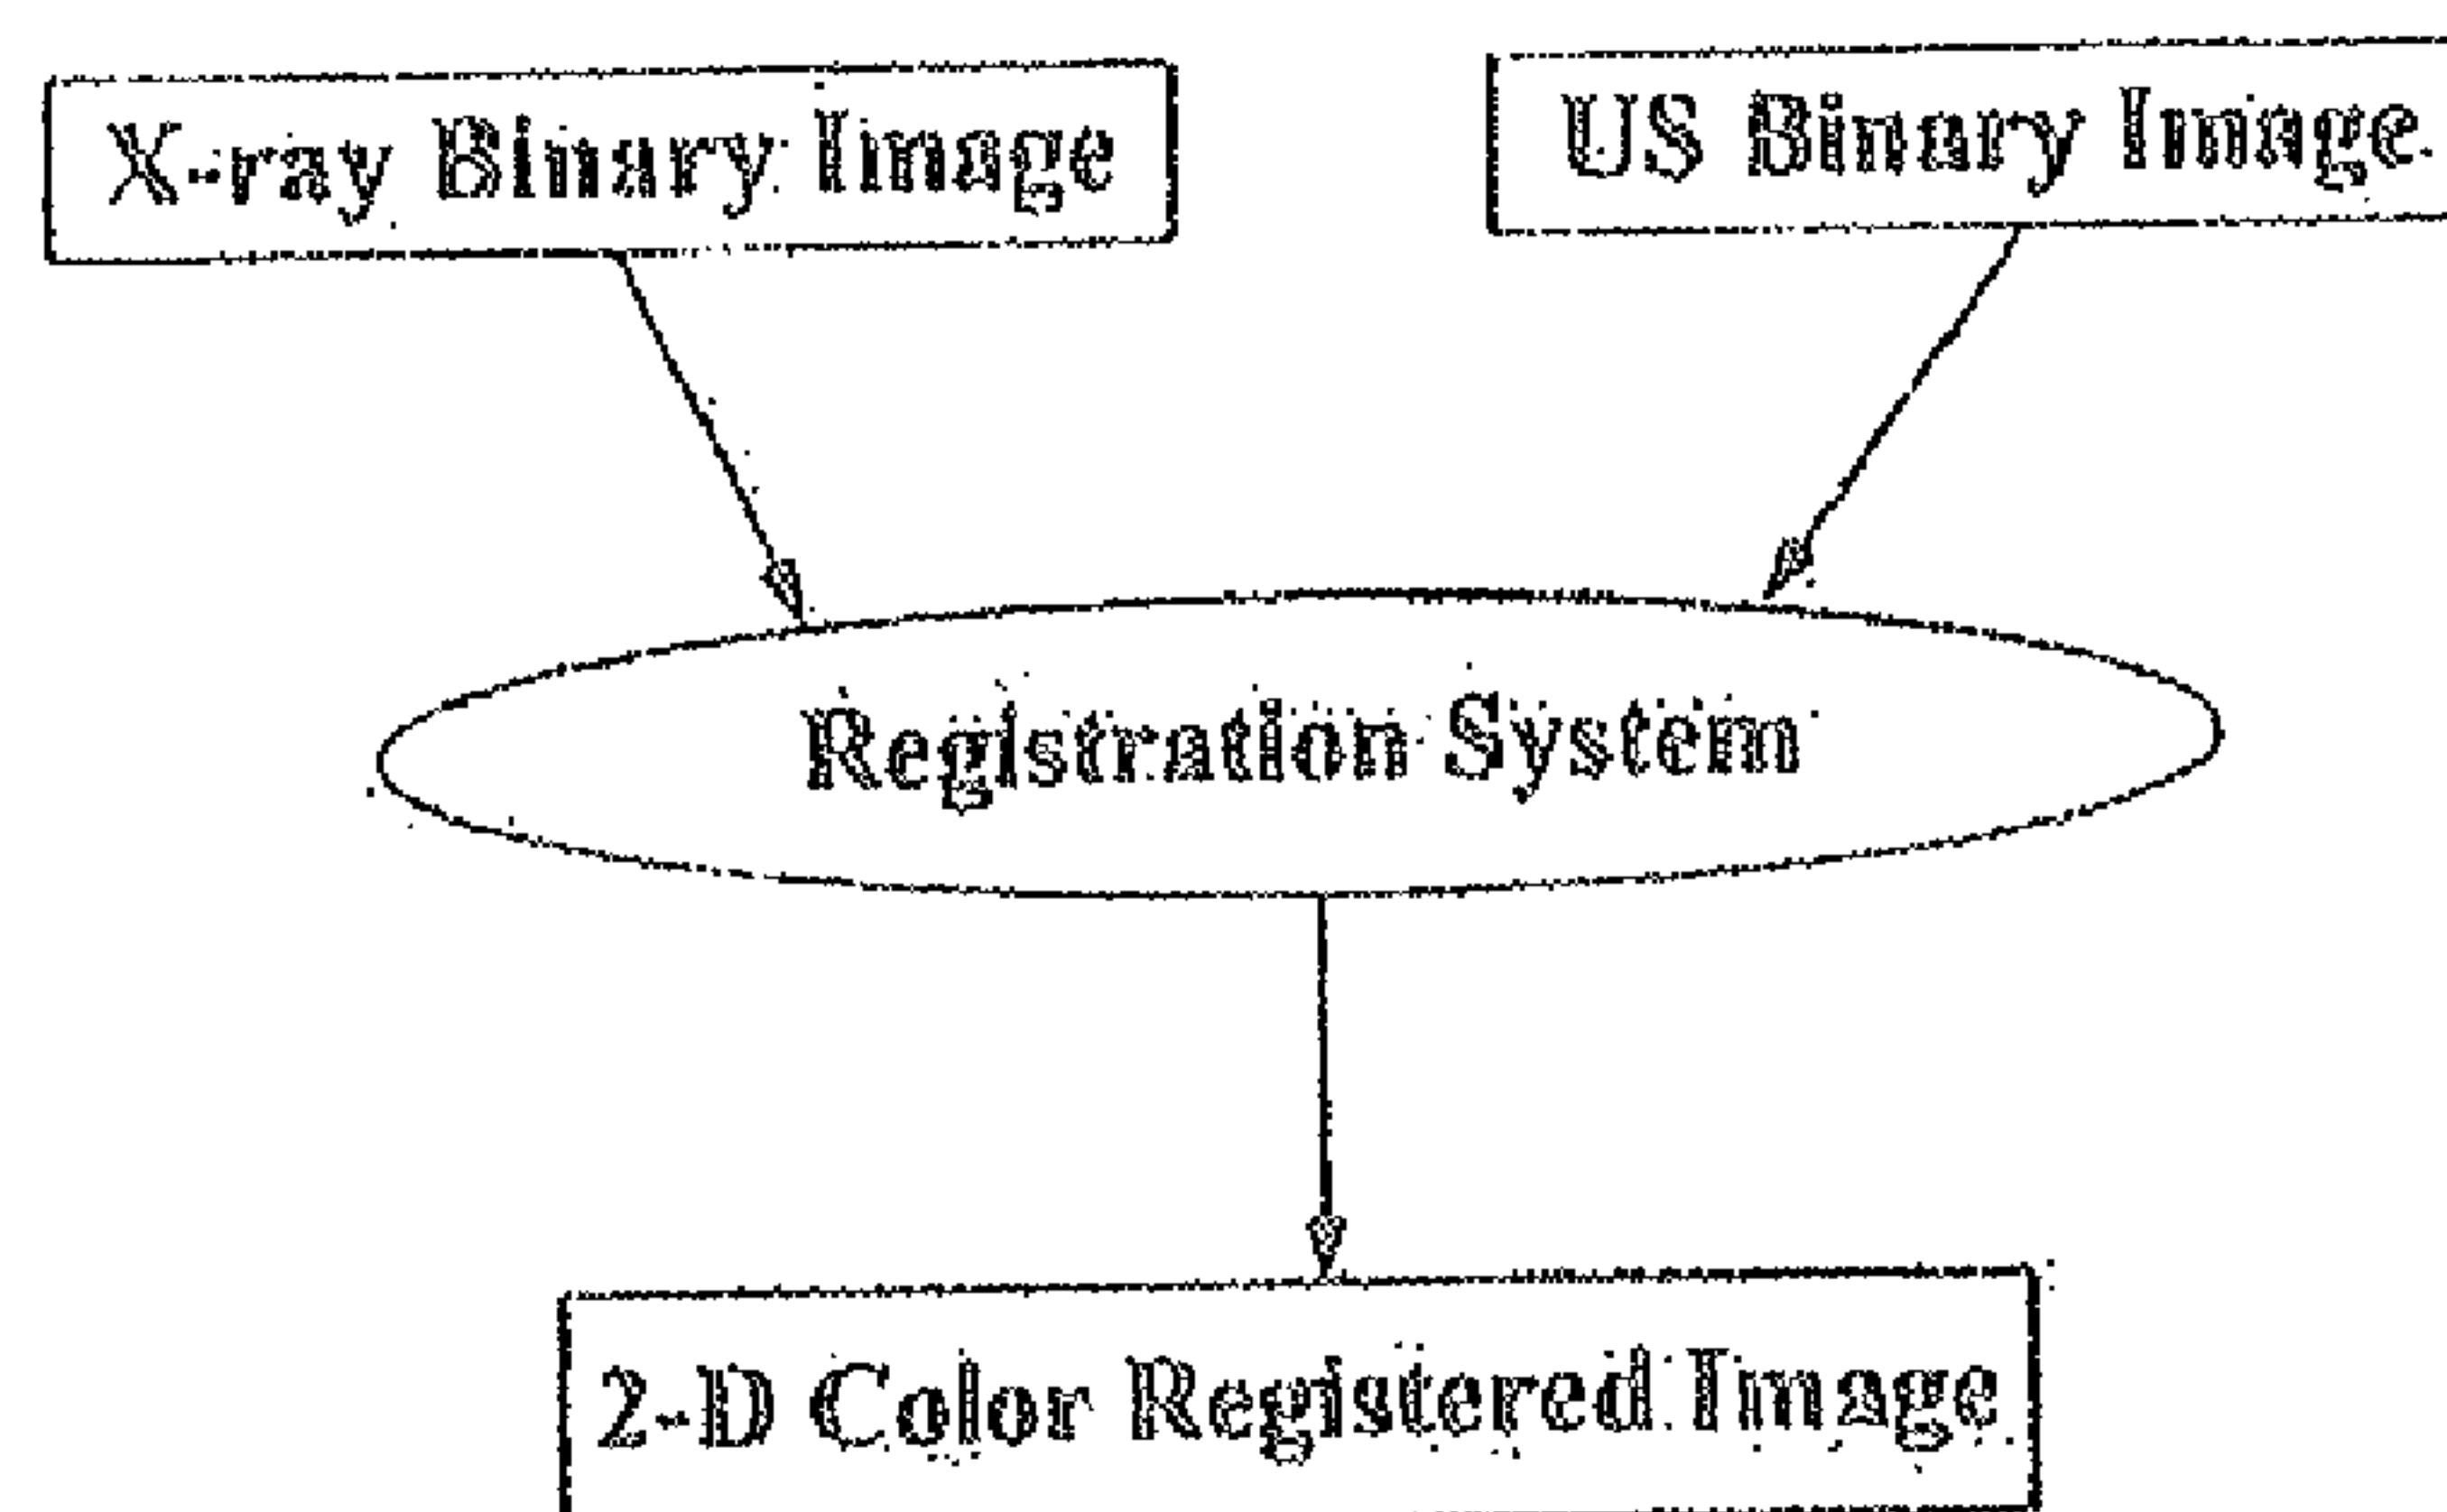 X-ray Binary Image
US Binary Image
Registration System
2-D Color Registered Image